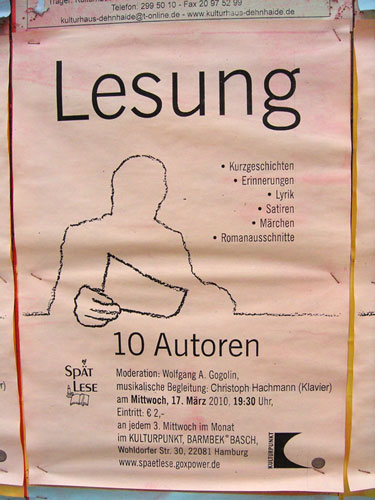 Telefon: 299 50 10 - Fax 20 97 52 99
kulturhaus-dehnhaide@t-online.de - www.kulturhaus-dehnhaide.de
Lesung
• Kurzgeschichten
• Erinnerungen
• Lyrik
• Satiren
• Märchen
• Romanausschnitte
10 Autoren
SPÄT
LESE
Moderation: Wolfgang A. Gogolin,
musikalische Begleitung: Christoph Hachmann (Klavier)
am Mittwoch, 17. März 2010, 19:30 Uhr,
Eintritt: € 2,-
an jedem 3. Mittwoch im Monat
im KULTURPUNKT, BARMBEK°BASCH,
Wohldorfer Str. 30, 22081 Hamburg
www.spaetlese.goxpower.de
KULTURPUNKT